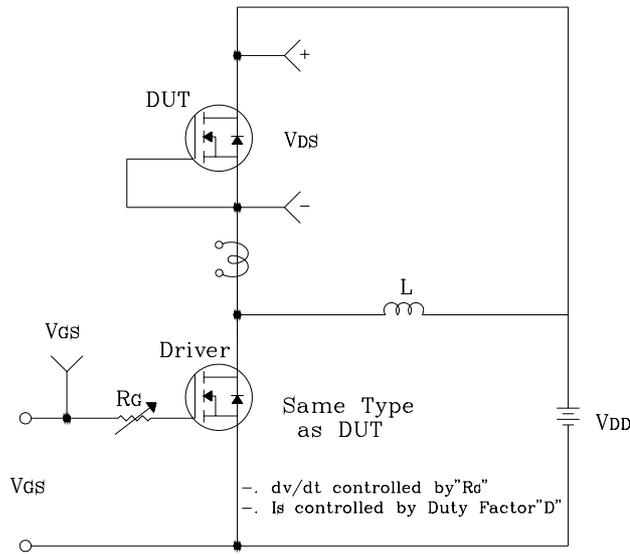 +
DUT
VDS
-
L
VGS
Driver
RG
Same Type
as DUT
VDD
VGS
-. dv/dt controlled by"RG"
-. Is controlled by Duty Factor"D"